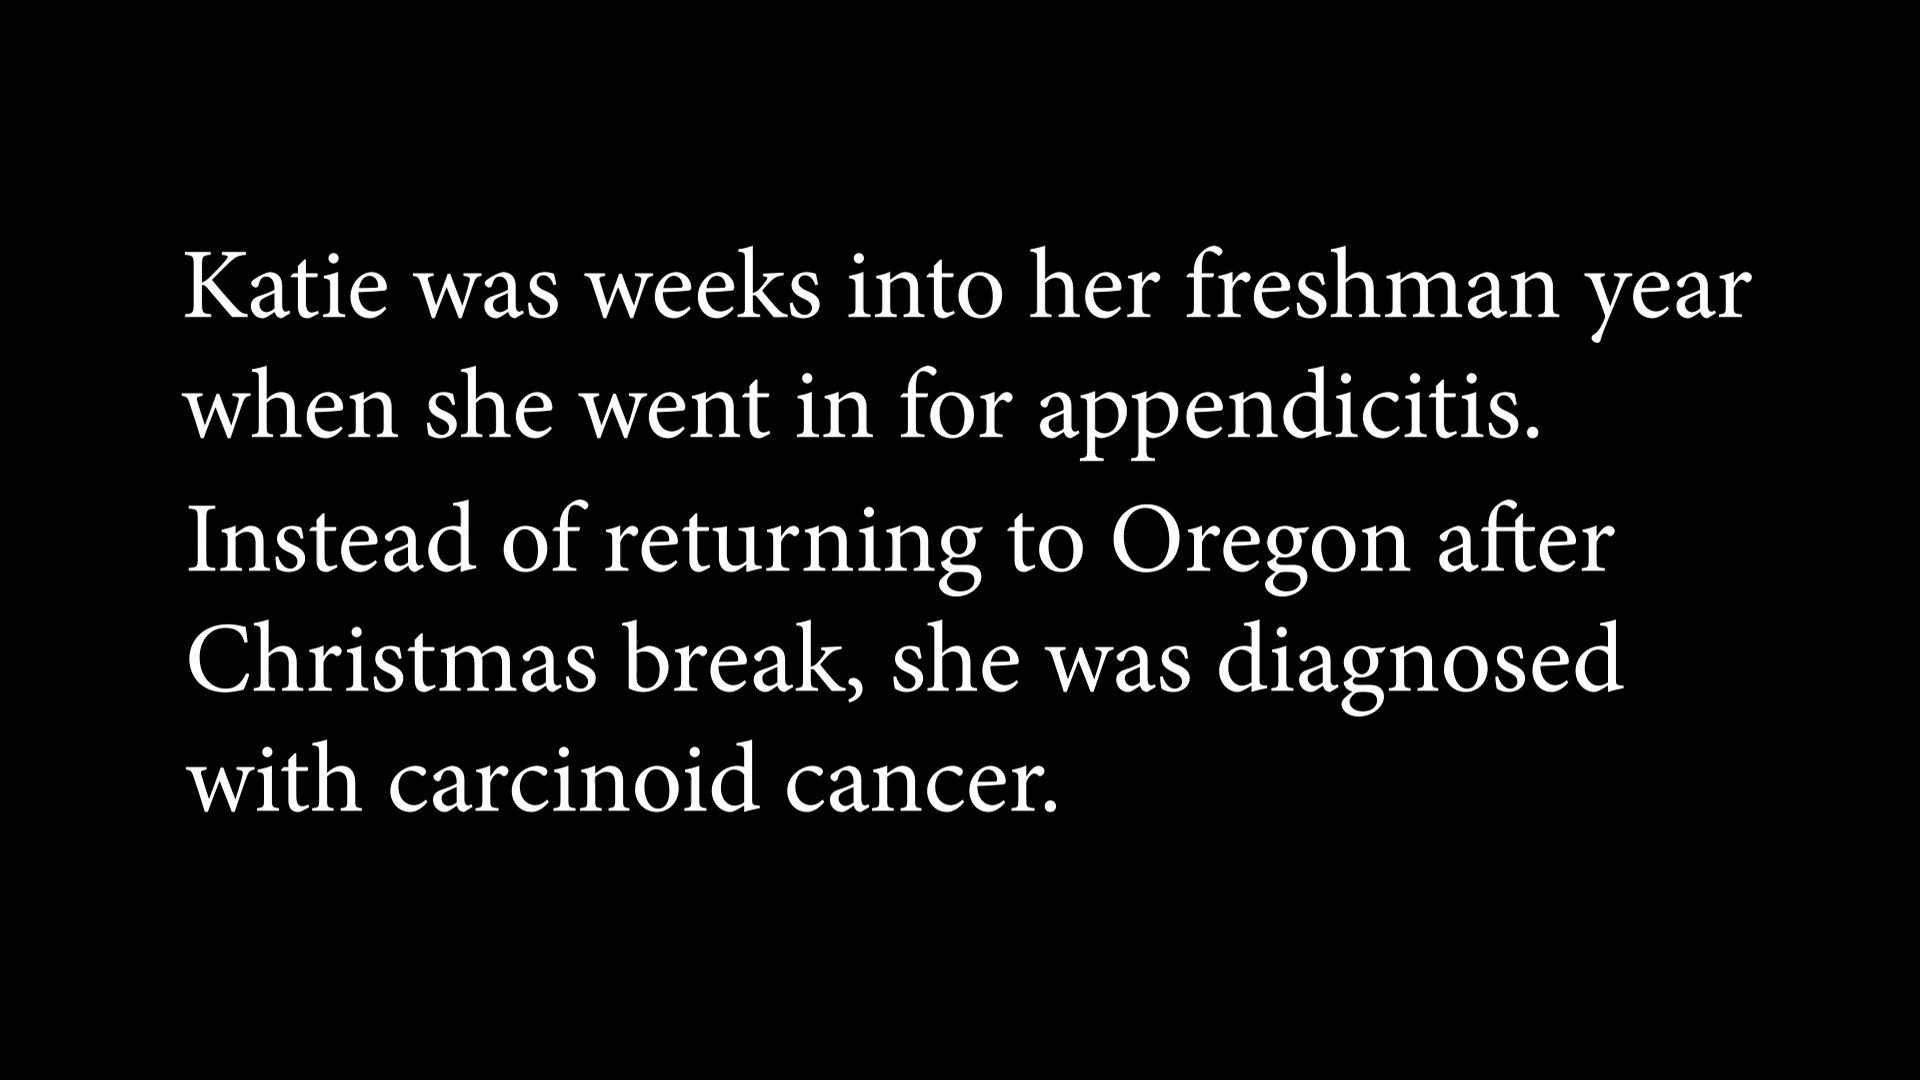 Katie was weeks into her freshman year
when she went in for appendicitis.
Instead of returning to Oregon after
Christmas break, she was diagnosed
with carcinoid cancer.